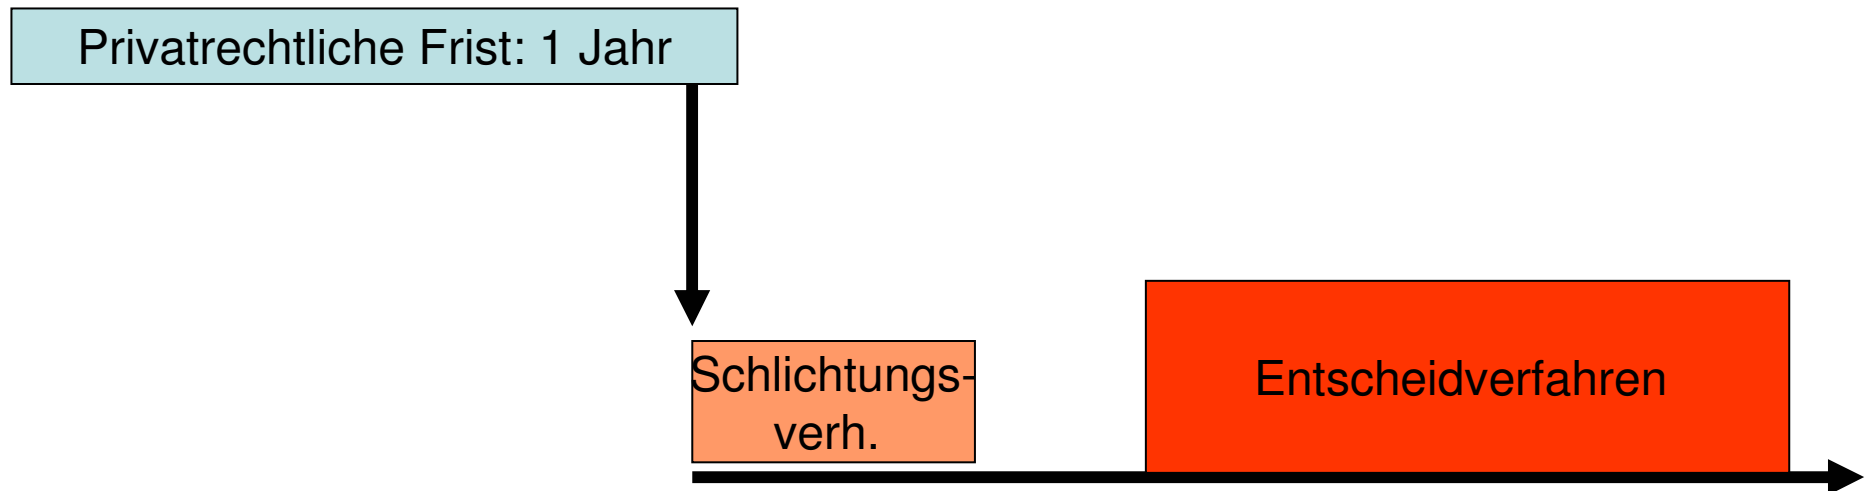 Privatrechtliche Frist: 1 Jahr
Schlichtungs-
verh.
Entscheidverfahren